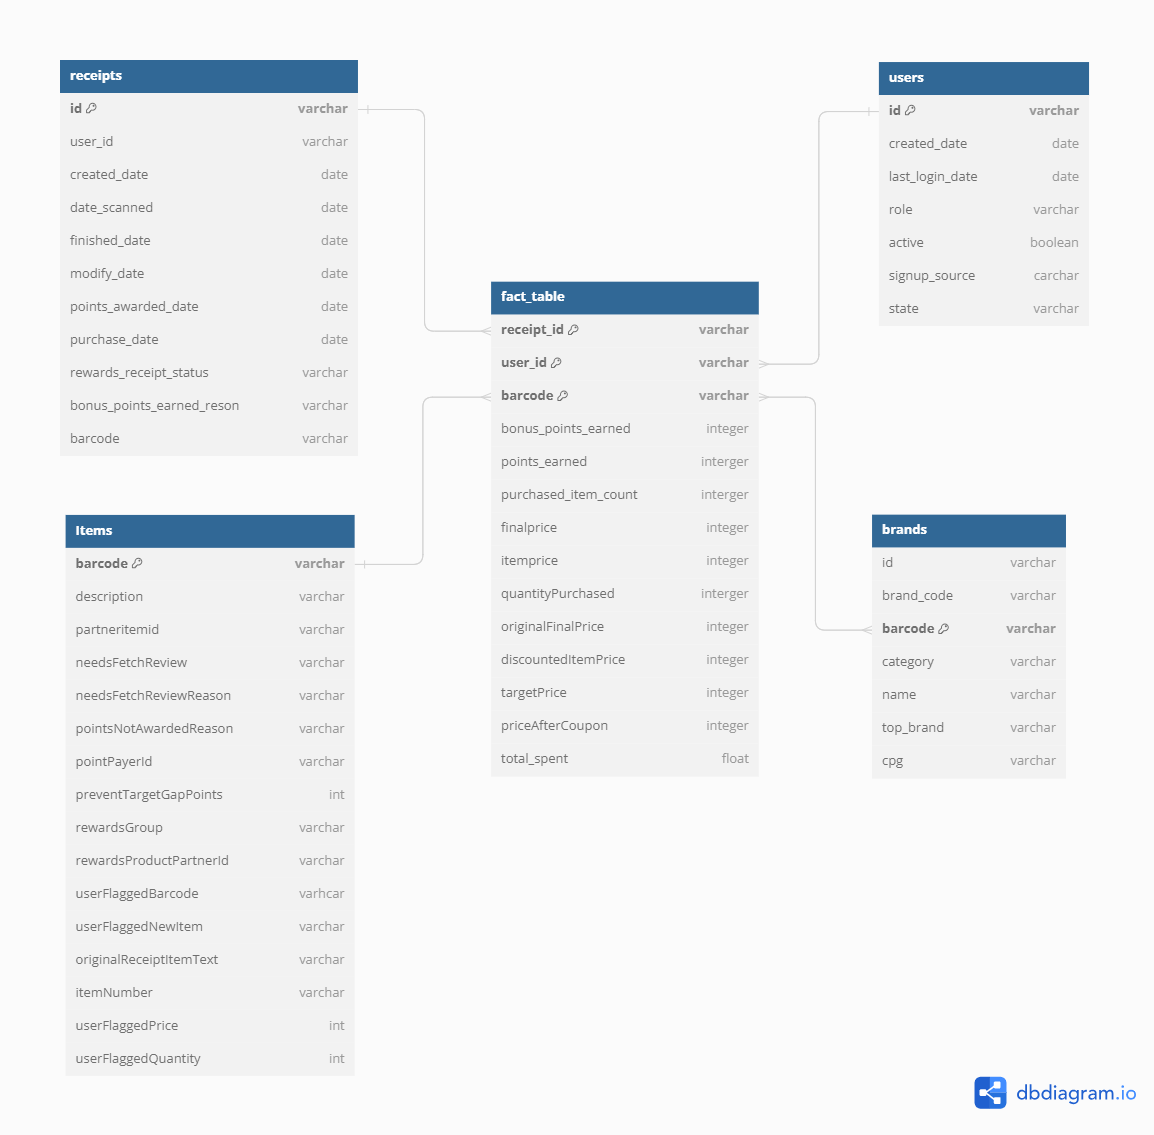 receipts
id varchar
user_id varchar
created_date date
date_scanned date
finished_date date
modify_date date
points_awarded_date date
purchase_date date
rewards_receipt_status varchar
bonus_points_earned_reson varchar
barcode varchar
users
id varchar
created_date date
last_login_date date
role varchar
active boolean
signup_source carchar
state varchar
fact_table
receipt_id varchar
user_id varchar
barcode varchar
bonus_points_earned integer
points_earned interger
purchased_item_count interger
finalprice integer
itemprice integer
quantityPurchased interger
originalFinalPrice integer
discountedItemPrice integer
targetPrice integer
priceAfterCoupon integer
total_spent float
Items
barcode varchar
description varchar
partneritemid varchar
needsFetchReview varchar
needsFetchReviewReason varchar
pointsNotAwardedReason varchar
pointPayerId varchar
preventTargetGapPoints int
rewardsGroup varchar
rewardsProductPartnerId varchar
userFlaggedBarcode varhcar
userFlaggedNewItem varchar
originalReceiptItemText varchar
itemNumber varchar
userFlaggedPrice int
userFlaggedQuantity int
brands
id varchar
brand_code varchar
barcode varchar
category varchar
name varchar
top_brand varchar
cpg varchar
dbdiagram.io